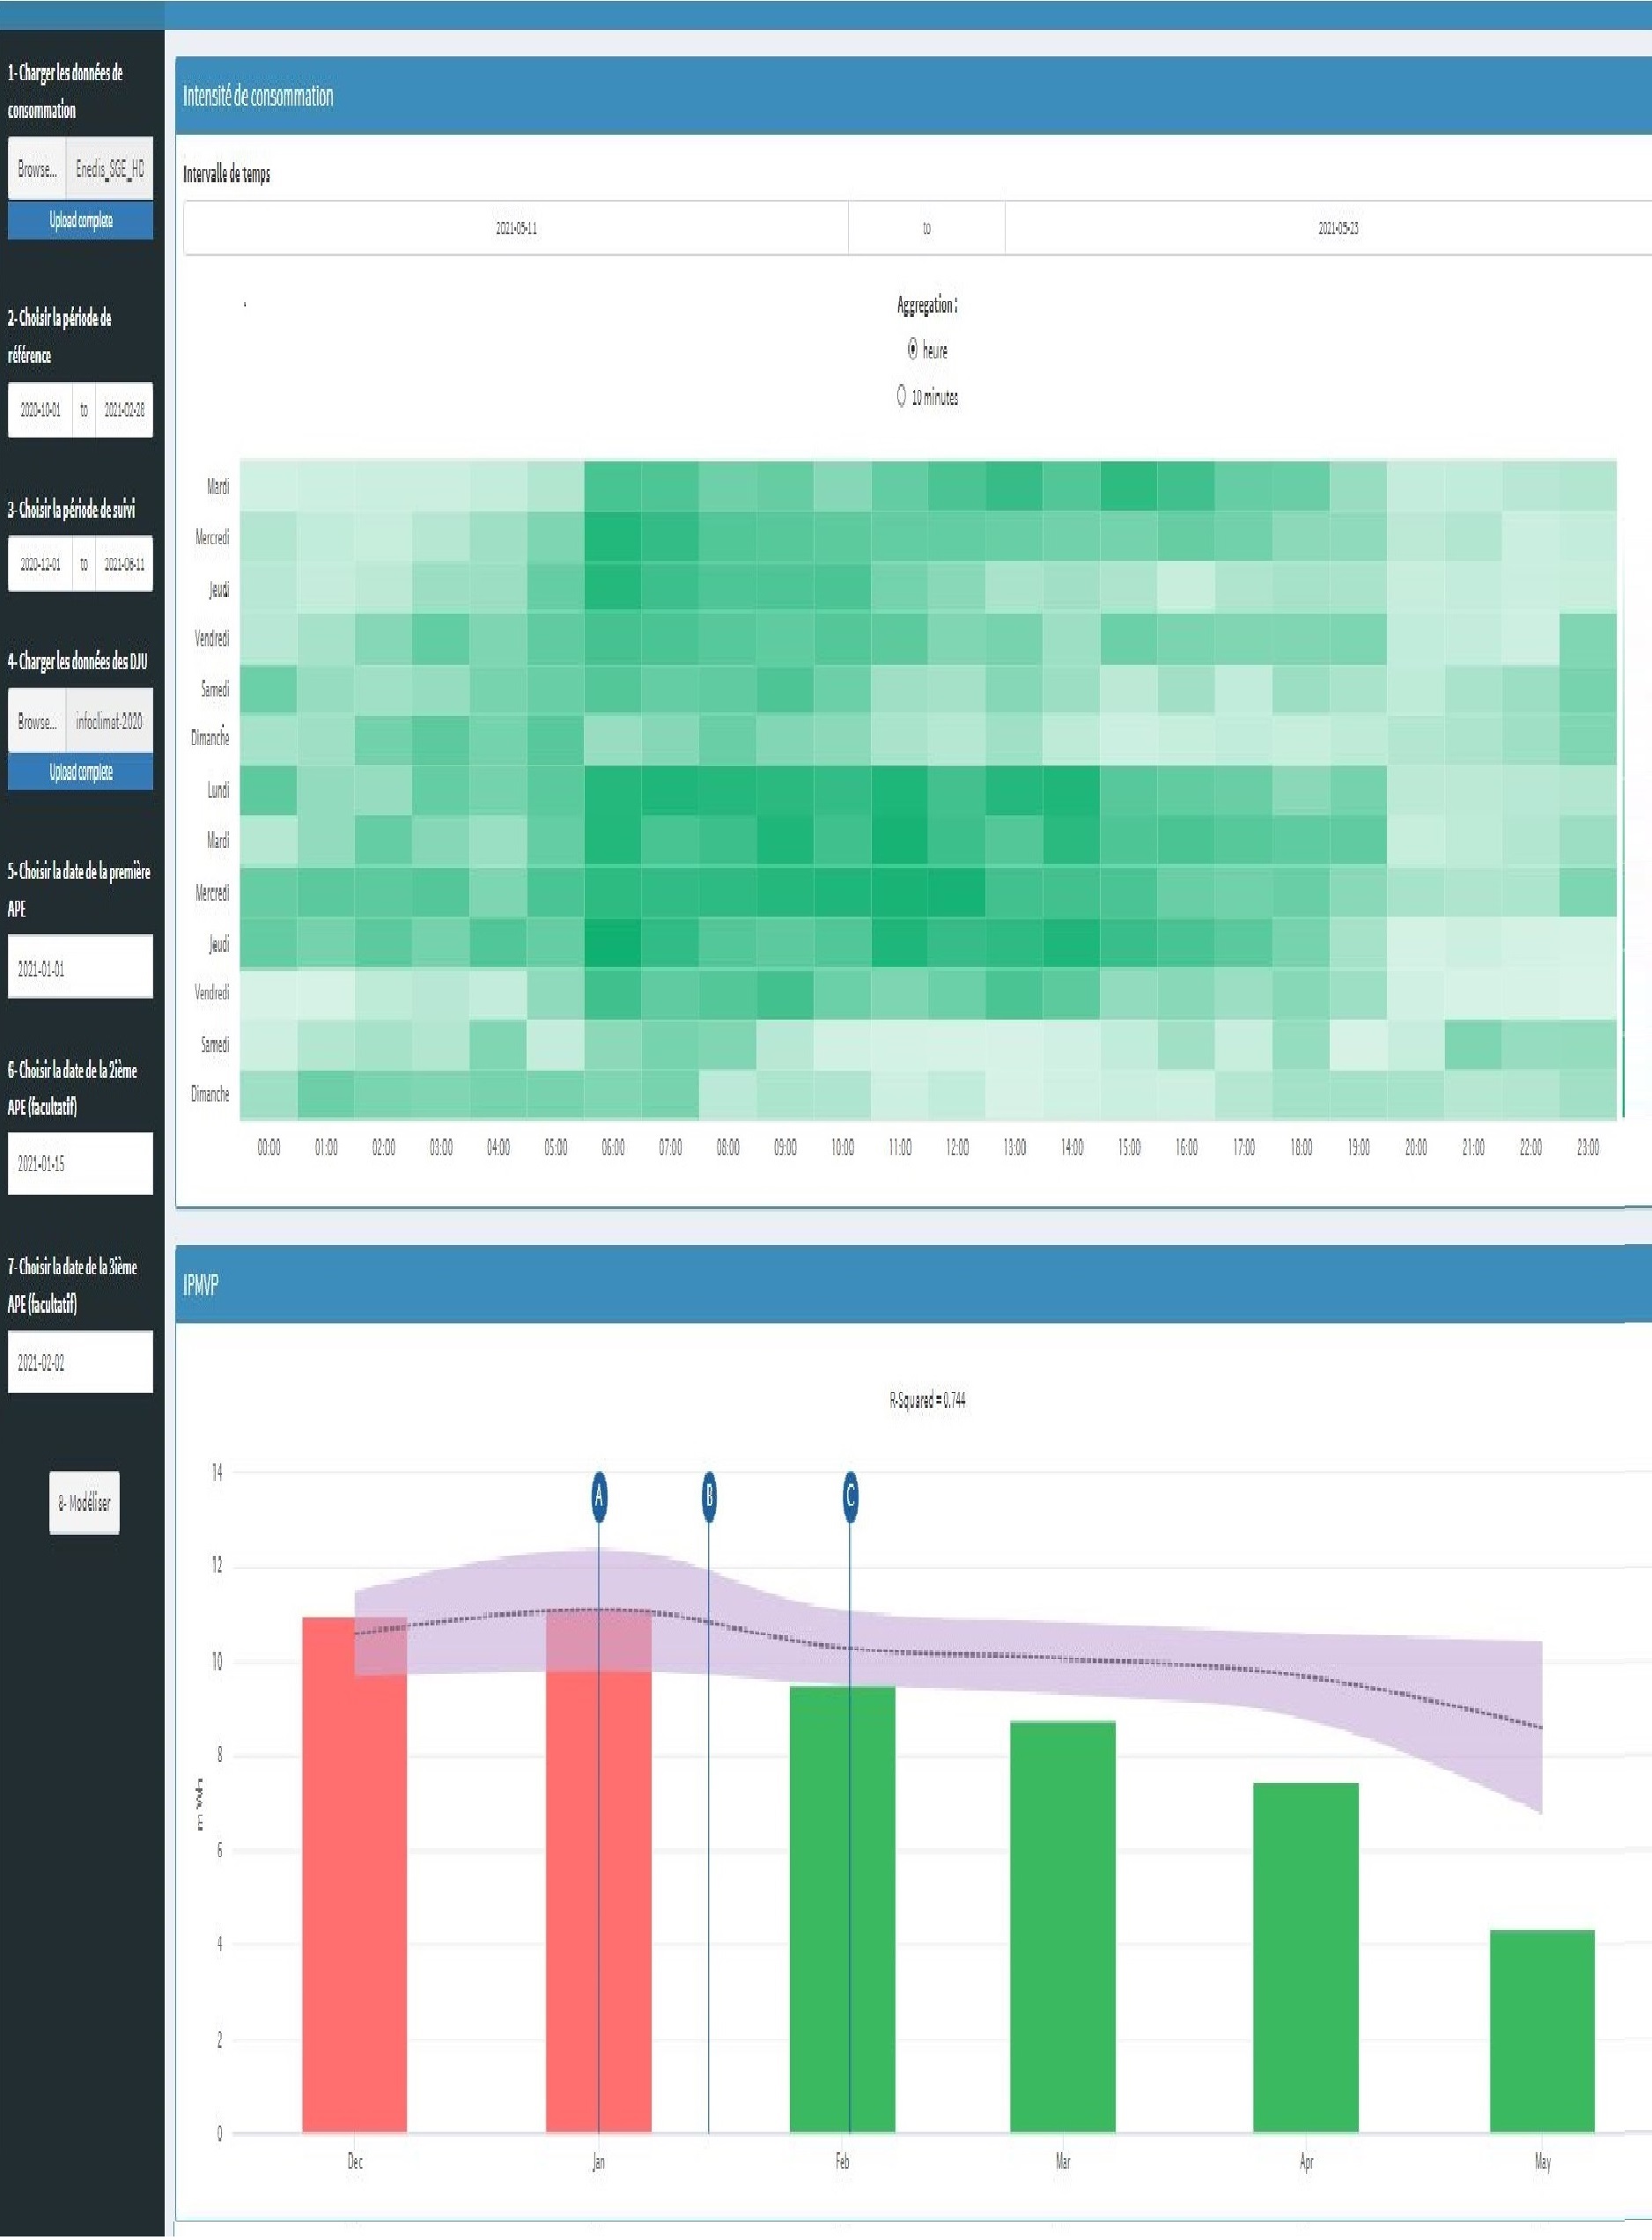 1- Charger les données de
consommation
Browse... Enedis_SGE_HD
Upload complete
2- Choisir la période de
référence
2020-10-01 to 2021-02-28
3- Choisir la période de suivi
2020-12-01 to
4- Charger les données des DJU
Browse... infoclimat-2020
Upload complete
5- Choisir la date de la première
APE
2021-01-01
6- Choisir la date de la 2ième
APE (facultatif)
2021-01-15
7- Choisir la date de la 3ième
APE (facultatif)
2021-02-02
8- Modéliser
Intensité de consommation
Intervalle de temps
2021-05-11 to 2021-05-23
Aggregation :
heure
10 minutes
Mardi
Mercredi
Jeudi
Vendredi
Samedi
Dimanche
Lundi
Mardi
Mercredi
Jeudi
Vendredi
Samedi
Dimanche
00:00 01:00 02:00 03:00 04:00 05:00 06:00 07:00 08:00 09:00 10:00 11:00 12:00 13:00 14:00 15:00 16:00 17:00 18:00 19:00 20:00 21:00 22:00 23:00
IPMVP
R-Squared = 0.744
14
A B C
12
10
8
6
4
2
0
Dec Jan Feb Mar Apr May